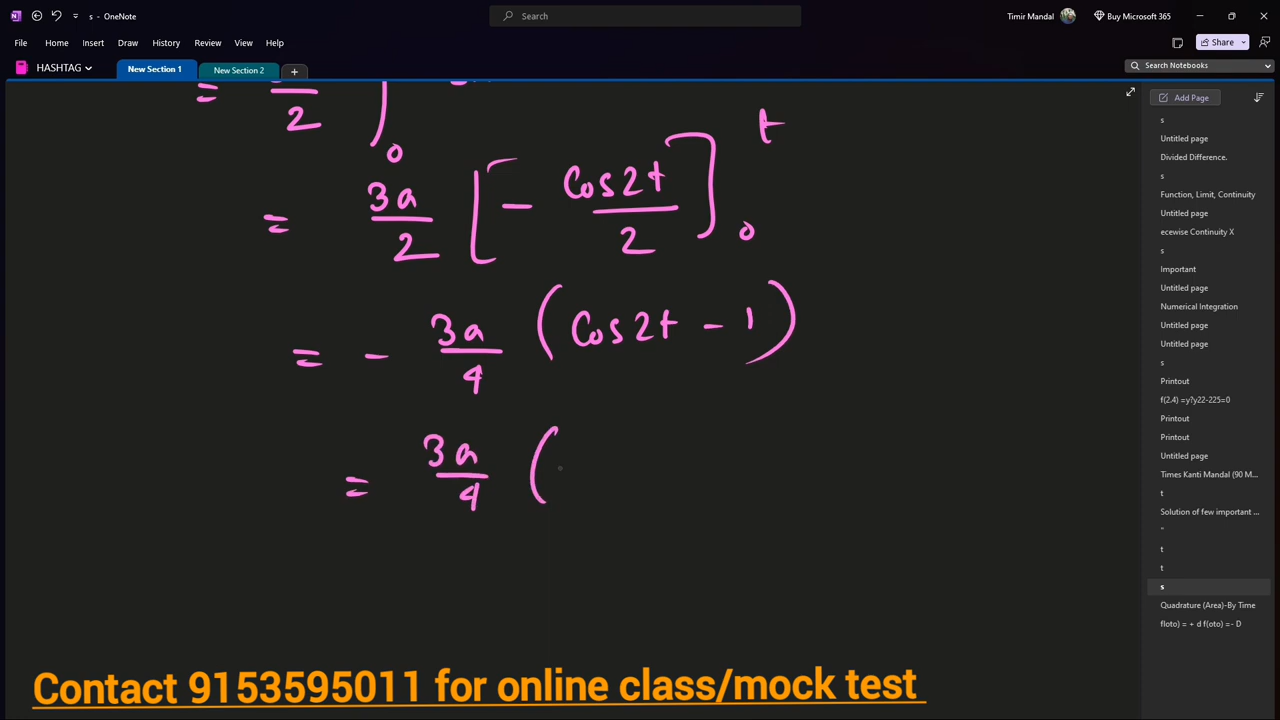 s - OneNote
Search
Timir Mandal
Buy Microsoft 365
File Home Insert Draw History Review View Help
Share
HASHTAG
New Section 1
New Section 2
+
Search Notebooks
Add Page
s
Untitled page
Divided Difference.
s
Function, Limit, Continuity
Untitled page
ecewise Continuity X
s
Important
Untitled page
Numerical Integration
Untitled page
Untitled page
s
Printout
f(2.4) =y?y22-225=0
Printout
Printout
Untitled page
Times Kanti Mandal (90 M...
t
Solution of few important ...
"
t
t
s
Quadrature (Area)-By Time
floto) = + d f(oto) =- D
= /2 ∫0
= 3a/2 [- Cos2t/2]0^t
= - 3a/4 (Cos2t - 1)
= 3a/4 (
Contact 9153595011 for online class/mock test